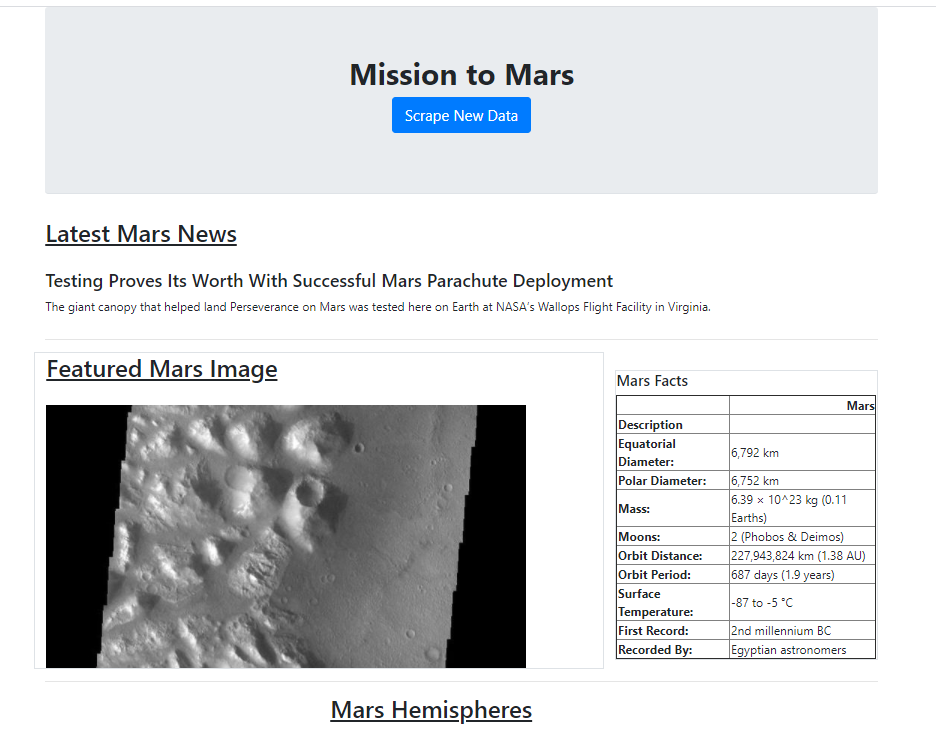 Mission to Mars
Scrape New Data
Latest Mars News
Testing Proves Its Worth With Successful Mars Parachute Deployment
The giant canopy that helped land Perseverance on Mars was tested here on Earth at NASA's Wallops Flight Facility in Virginia.
Featured Mars Image
Mars Facts
Mars
Description
Equatorial
Diameter:
6,792 km
Polar Diameter:
6,752 km
Mass:
6.39 × 10^23 kg (0.11
Earths)
Moons:
2 (Phobos & Deimos)
Orbit Distance:
227,943,824 km (1.38 AU)
Orbit Period:
687 days (1.9 years)
Surface
Temperature:
-87 to -5 °C
First Record:
2nd millennium BC
Recorded By:
Egyptian astronomers
Mars Hemispheres